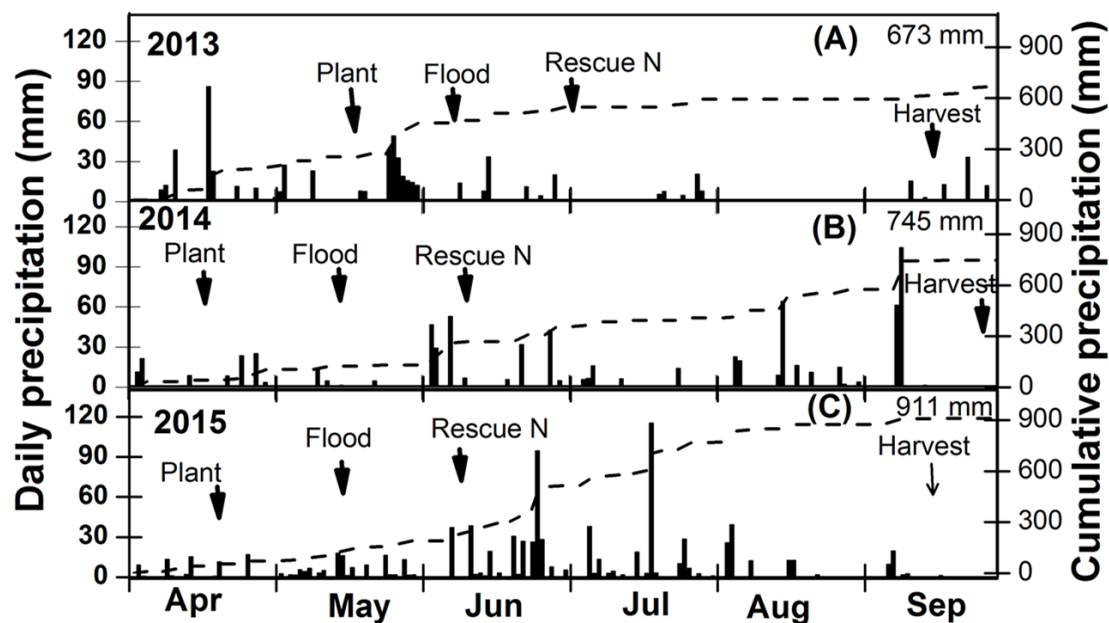 Daily precipitation (mm)
Cumulative precipitation (mm)
2013
(A)
673 mm
Plant
Flood
Rescue N
Harvest
120
90
60
30
0
900
600
300
0
2014
(B)
745 mm
Plant
Flood
Rescue N
Harvest
120
90
60
30
0
900
600
300
0
2015
(C)
911 mm
Plant
Flood
Rescue N
Harvest
120
90
60
30
0
900
600
300
0
Apr May Jun Jul Aug Sep